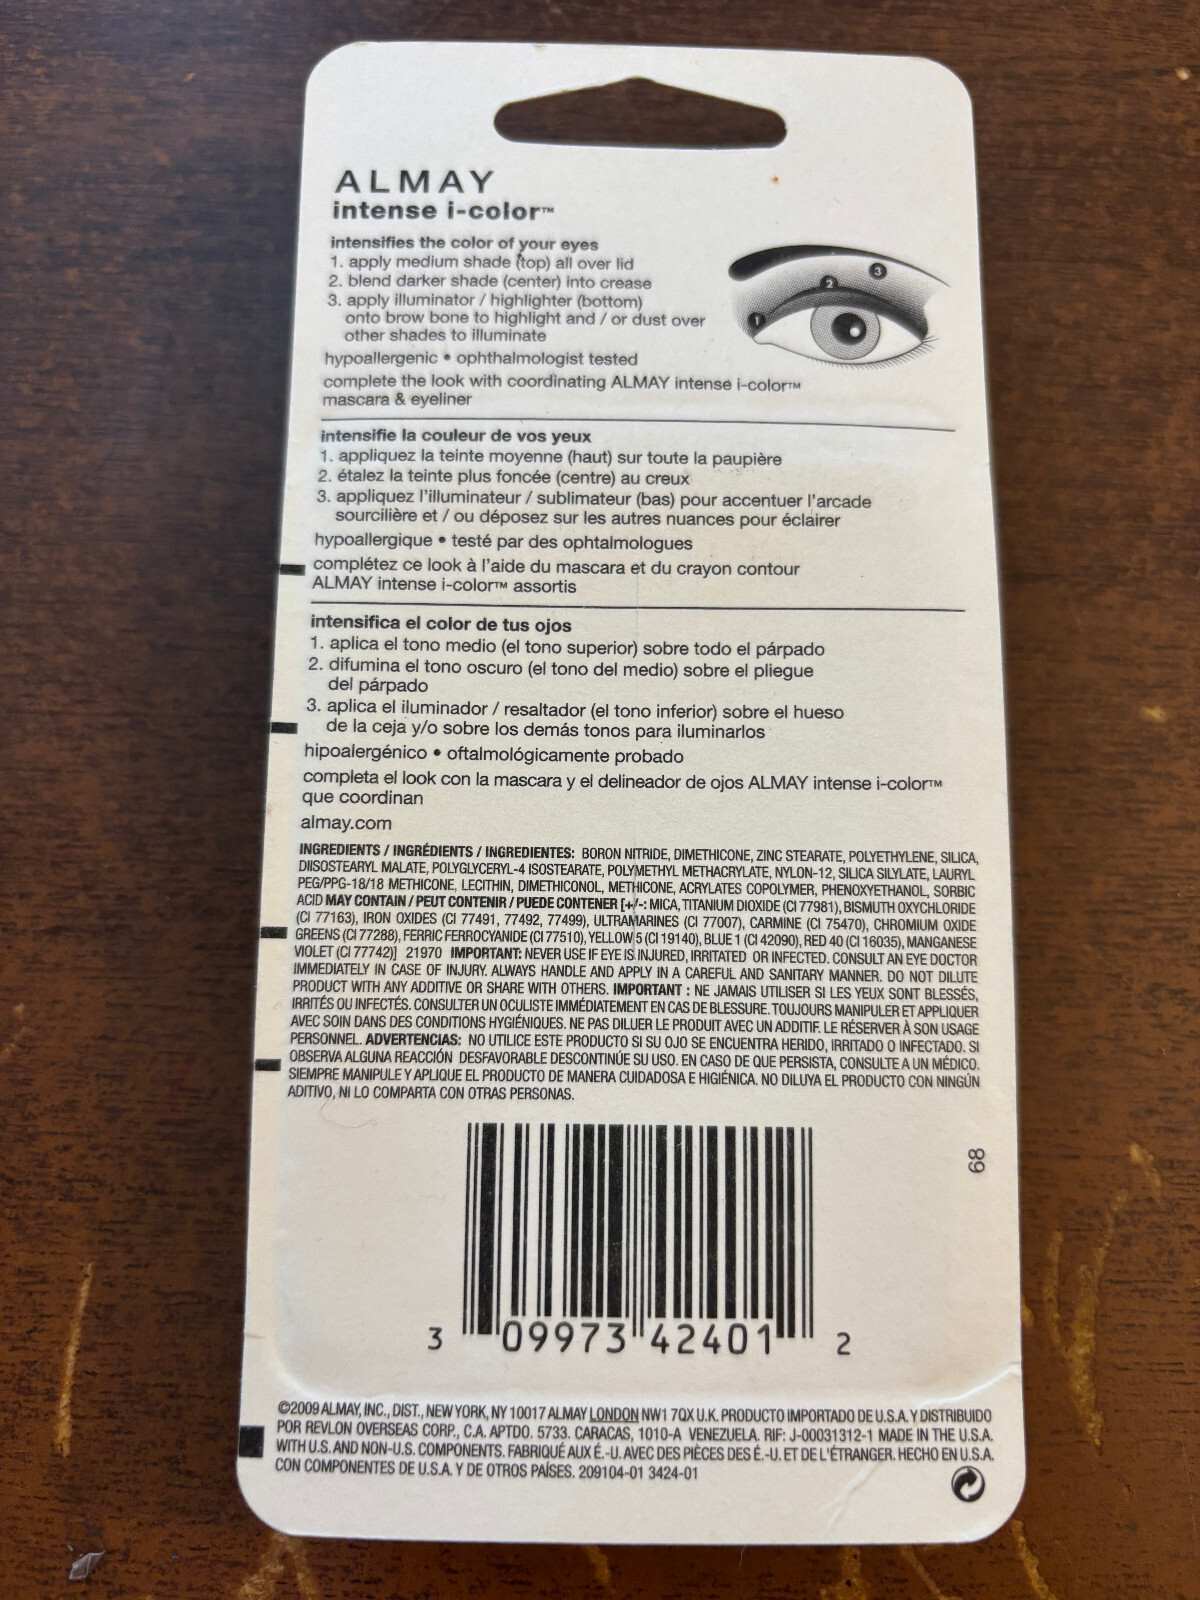 ALMAY
intense i-color™
intensifies the color of your eyes
1. apply medium shade (top) all over lid
2. blend darker shade (center) into crease
3. apply illuminator / highlighter (bottom)
onto brow bone to highlight and / or dust over
other shades to illuminate
1
2
3
hypoallergenic • ophthalmologist tested
complete the look with coordinating ALMAY intense i-color™
mascara & eyeliner
intensifie la couleur de vos yeux
1. appliquez la teinte moyenne (haut) sur toute la paupière
2. étalez la teinte plus foncée (centre) au creux
3. appliquez l'illuminateur / sublimateur (bas) pour accentuer l'arcade
sourcilière et / ou déposez sur les autres nuances pour éclairer
hypoallergique • testé par des ophtalmologues
complétez ce look à l'aide du mascara et du crayon contour
ALMAY intense i-color™ assortis
intensifica el color de tus ojos
1. aplica el tono medio (el tono superior) sobre todo el párpado
2. difumina el tono oscuro (el tono del medio) sobre el pliegue
del párpado
3. aplica el iluminador / resaltador (el tono inferior) sobre el hueso
de la ceja y/o sobre los demás tonos para iluminarlos
hipoalergénico • oftalmológicamente probado
completa el look con la mascara y el delineador de ojos ALMAY intense i-color™
que coordinan
almay.com
INGREDIENTS / INGRÉDIENTS / INGREDIENTES: BORON NITRIDE, DIMETHICONE, ZINC STEARATE, POLYETHYLENE, SILICA,
DIISOSTEARYL MALATE, POLYGLYCERYL-4 ISOSTEARATE, POLYMETHYL METHACRYLATE, NYLON-12, SILICA SILYLATE, LAURYL
PEG/PPG-18/18 METHICONE, LECITHIN, DIMETHICONOL, METHICONE, ACRYLATES COPOLYMER, PHENOXYETHANOL, SORBIC
ACID MAY CONTAIN / PEUT CONTENIR / PUEDE CONTENER [+/-: MICA, TITANIUM DIOXIDE (CI 77981), BISMUTH OXYCHLORIDE
(CI 77163), IRON OXIDES (CI 77491, 77492, 77499), ULTRAMARINES (CI 77007), CARMINE (CI 75470), CHROMIUM OXIDE
GREENS (CI 77288), FERRIC FERROCYANIDE (CI 77510), YELLOW 5 (CI 19140), BLUE 1 (CI 42090), RED 40 (CI 16035), MANGANESE
VIOLET (CI 77742)] 21970 IMPORTANT: NEVER USE IF EYE IS INJURED, IRRITATED OR INFECTED. CONSULT AN EYE DOCTOR
IMMEDIATELY IN CASE OF INJURY. ALWAYS HANDLE AND APPLY IN A CAREFUL AND SANITARY MANNER. DO NOT DILUTE
PRODUCT WITH ANY ADDITIVE OR SHARE WITH OTHERS. IMPORTANT : NE JAMAIS UTILISER SI LES YEUX SONT BLESSÉS,
IRRITÉS OU INFECTÉS. CONSULTER UN OCULISTE IMMÉDIATEMENT EN CAS DE BLESSURE. TOUJOURS MANIPULER ET APPLIQUER
AVEC SOIN DANS DES CONDITIONS HYGIÉNIQUES. NE PAS DILUER LE PRODUIT AVEC UN ADDITIF. LE RÉSERVER À SON USAGE
PERSONNEL. ADVERTENCIAS: NO UTILICE ESTE PRODUCTO SI SU OJO SE ENCUENTRA HERIDO, IRRITADO O INFECTADO. SI
OBSERVA ALGUNA REACCIÓN DESFAVORABLE DESCONTINÚE SU USO. EN CASO DE QUE PERSISTA, CONSULTE A UN MÉDICO.
SIEMPRE MANIPULE Y APLIQUE EL PRODUCTO DE MANERA CUIDADOSA E HIGIÉNICA. NO DILUYA EL PRODUCTO CON NINGÚN
ADITIVO, NI LO COMPARTA CON OTRAS PERSONAS.
68
3 09973 42401 2
©2009 ALMAY, INC., DIST., NEW YORK, NY 10017 ALMAY LONDON NW1 7QX U.K. PRODUCTO IMPORTADO DE U.S.A. Y DISTRIBUIDO
POR REVLON OVERSEAS CORP., C.A. APTDO. 5733. CARACAS, 1010-A VENEZUELA. RIF: J-00031312-1 MADE IN THE U.S.A.
WITH U.S. AND NON-U.S. COMPONENTS. FABRIQUÉ AUX É.-U. AVEC DES PIÈCES DES É.-U. ET DE L'ÉTRANGER. HECHO EN U.S.A.
CON COMPONENTES DE U.S.A. Y DE OTROS PAÍSES. 209104-01 3424-01